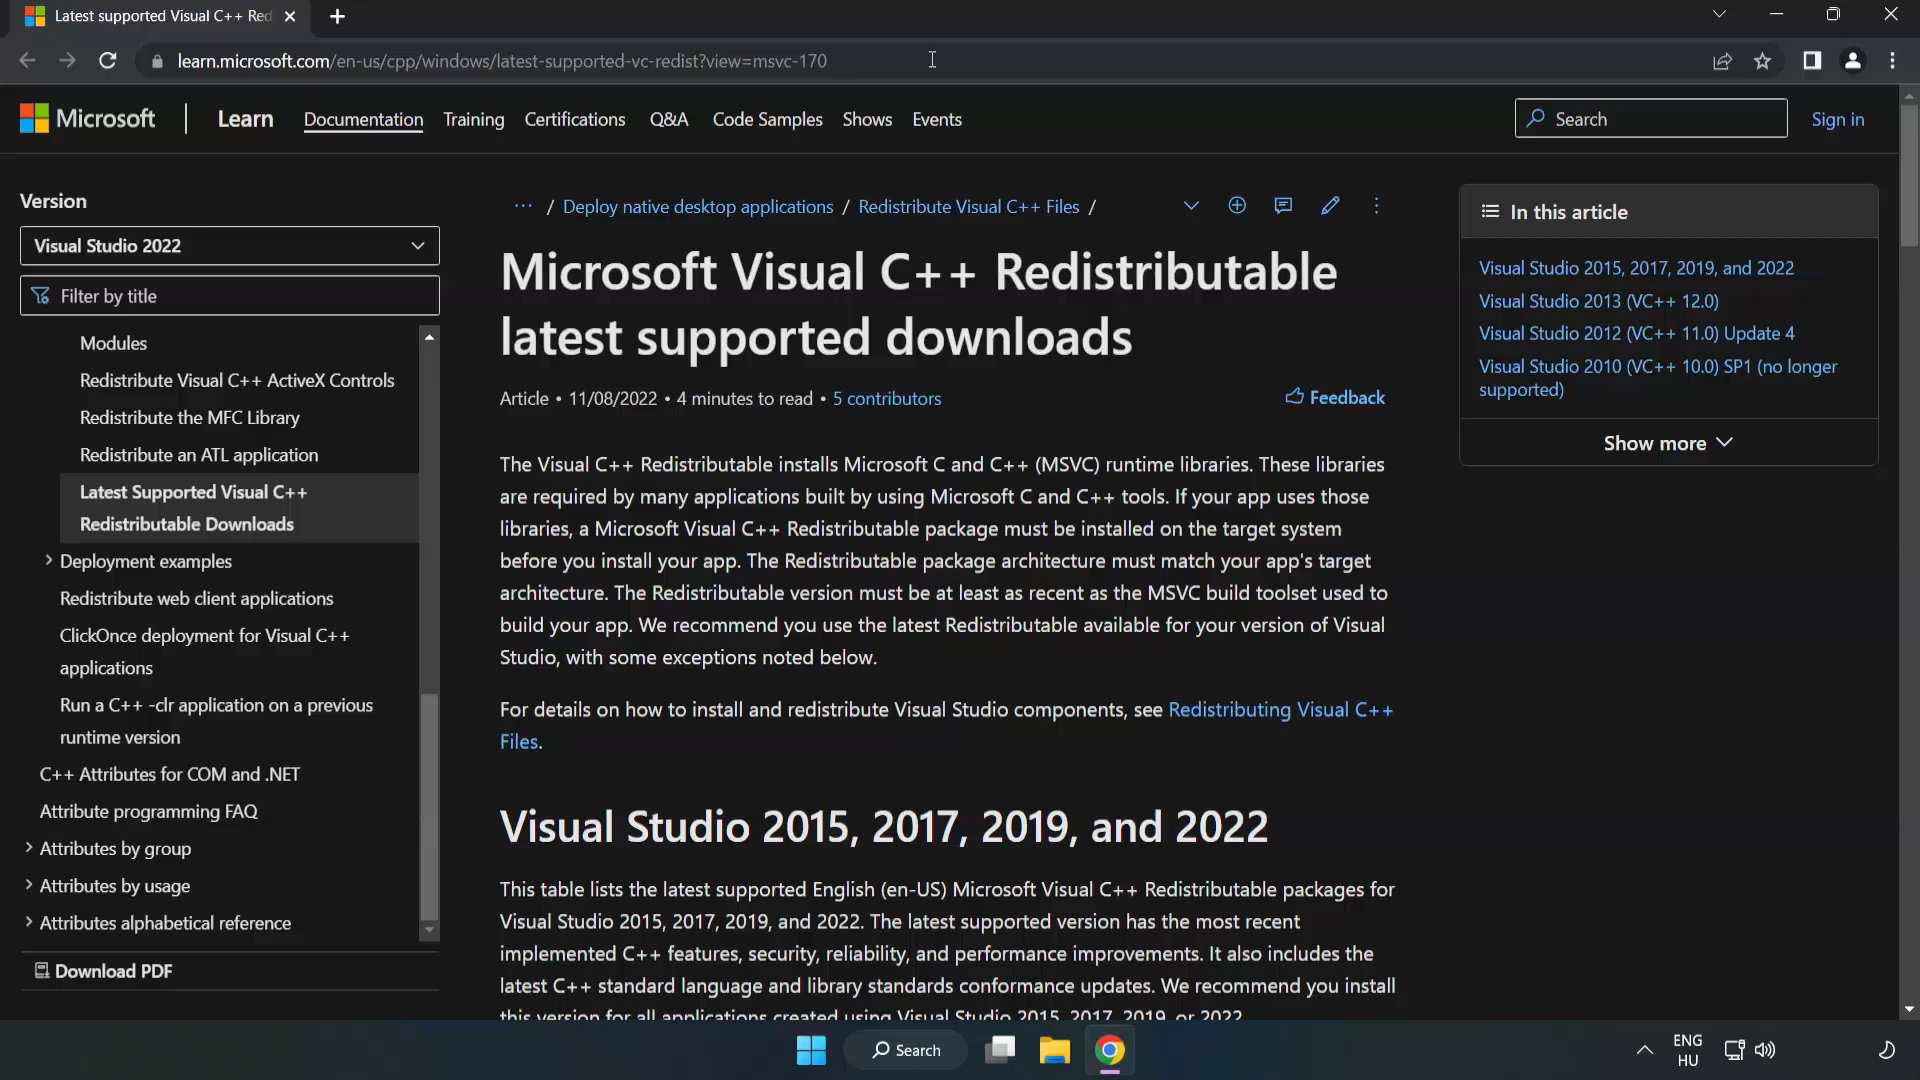 Latest supported Visual C++ Red
learn.microsoft.com/en-us/cpp/windows/latest-supported-vc-redist?view=msvc-170
Microsoft
Learn
Documentation
Training
Certifications
Q&A
Code Samples
Shows
Events
Search
Sign in
Version
Visual Studio 2022
Filter by title
Modules
Redistribute Visual C++ ActiveX Controls
Redistribute the MFC Library
Redistribute an ATL application
Latest Supported Visual C++
Redistributable Downloads
Deployment examples
Redistribute web client applications
ClickOnce deployment for Visual C++
applications
Run a C++ -clr application on a previous
runtime version
C++ Attributes for COM and .NET
Attribute programming FAQ
Attributes by group
Attributes by usage
Attributes alphabetical reference
Download PDF
... / Deploy native desktop applications / Redistribute Visual C++ Files /
Microsoft Visual C++ Redistributable
latest supported downloads
Article • 11/08/2022 • 4 minutes to read • 5 contributors
Feedback
The Visual C++ Redistributable installs Microsoft C and C++ (MSVC) runtime libraries. These libraries
are required by many applications built by using Microsoft C and C++ tools. If your app uses those
libraries, a Microsoft Visual C++ Redistributable package must be installed on the target system
before you install your app. The Redistributable package architecture must match your app's target
architecture. The Redistributable version must be at least as recent as the MSVC build toolset used to
build your app. We recommend you use the latest Redistributable available for your version of Visual
Studio, with some exceptions noted below.
For details on how to install and redistribute Visual Studio components, see Redistributing Visual C++
Files.
Visual Studio 2015, 2017, 2019, and 2022
This table lists the latest supported English (en-US) Microsoft Visual C++ Redistributable packages for
Visual Studio 2015, 2017, 2019, and 2022. The latest supported version has the most recent
implemented C++ features, security, reliability, and performance improvements. It also includes the
latest C++ standard language and library standards conformance updates. We recommend you install
this version for all applications created using Visual Studio 2015, 2017, 2019, or 2022.
In this article
Visual Studio 2015, 2017, 2019, and 2022
Visual Studio 2013 (VC++ 12.0)
Visual Studio 2012 (VC++ 11.0) Update 4
Visual Studio 2010 (VC++ 10.0) SP1 (no longer
supported)
Show more
Search
ENG
HU